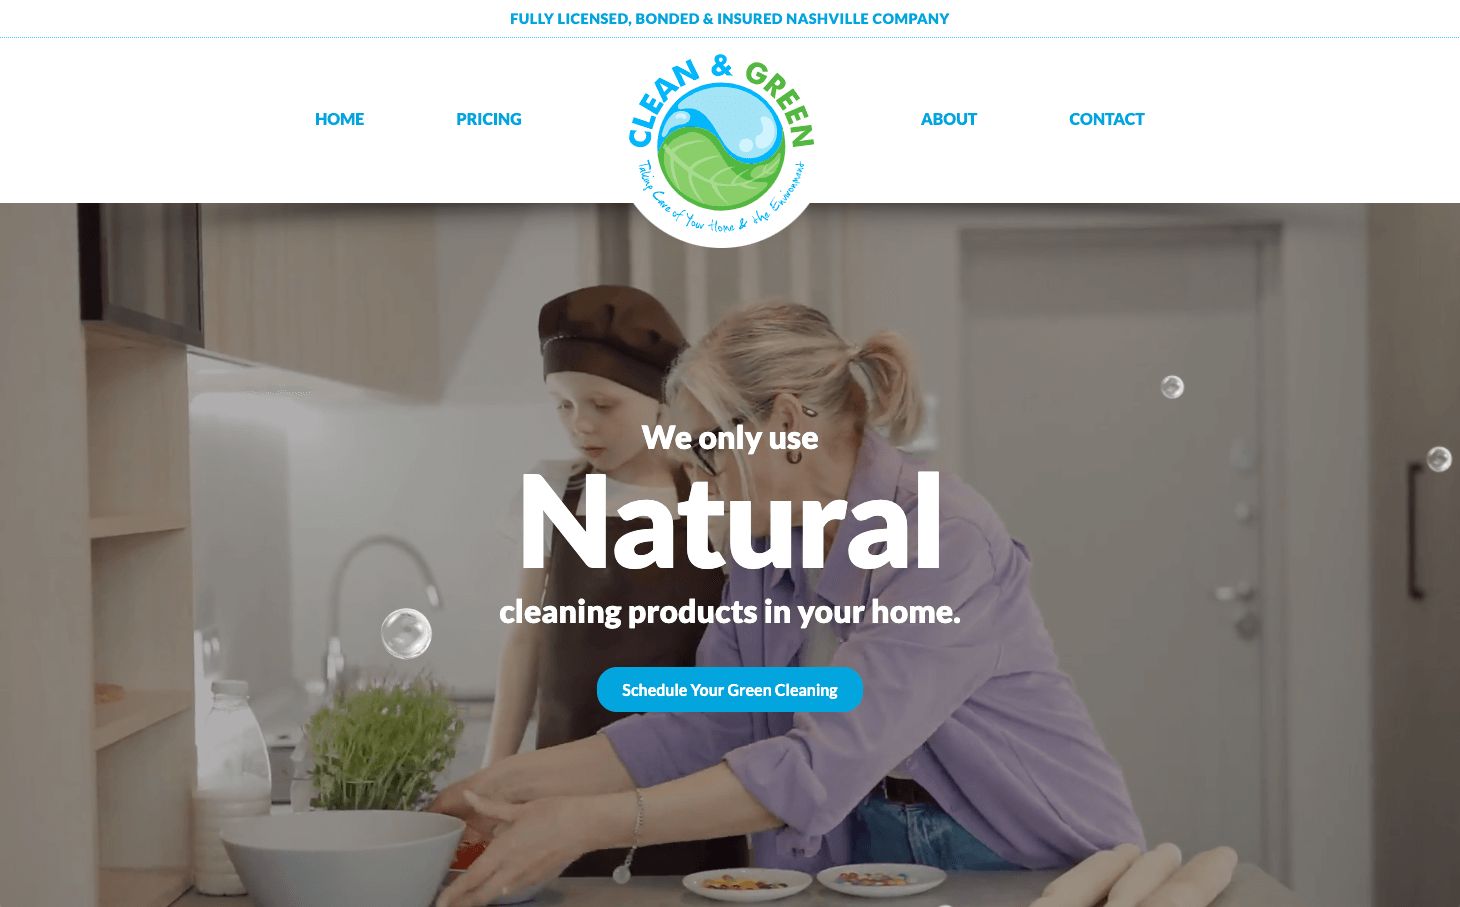 FULLY LICENSED, BONDED & INSURED NASHVILLE COMPANY
HOME
PRICING
CLEAN & GREEN
Taking Care of Your Home & the Environment
ABOUT
CONTACT
We only use
Natural
cleaning products in your home.
Schedule Your Green Cleaning